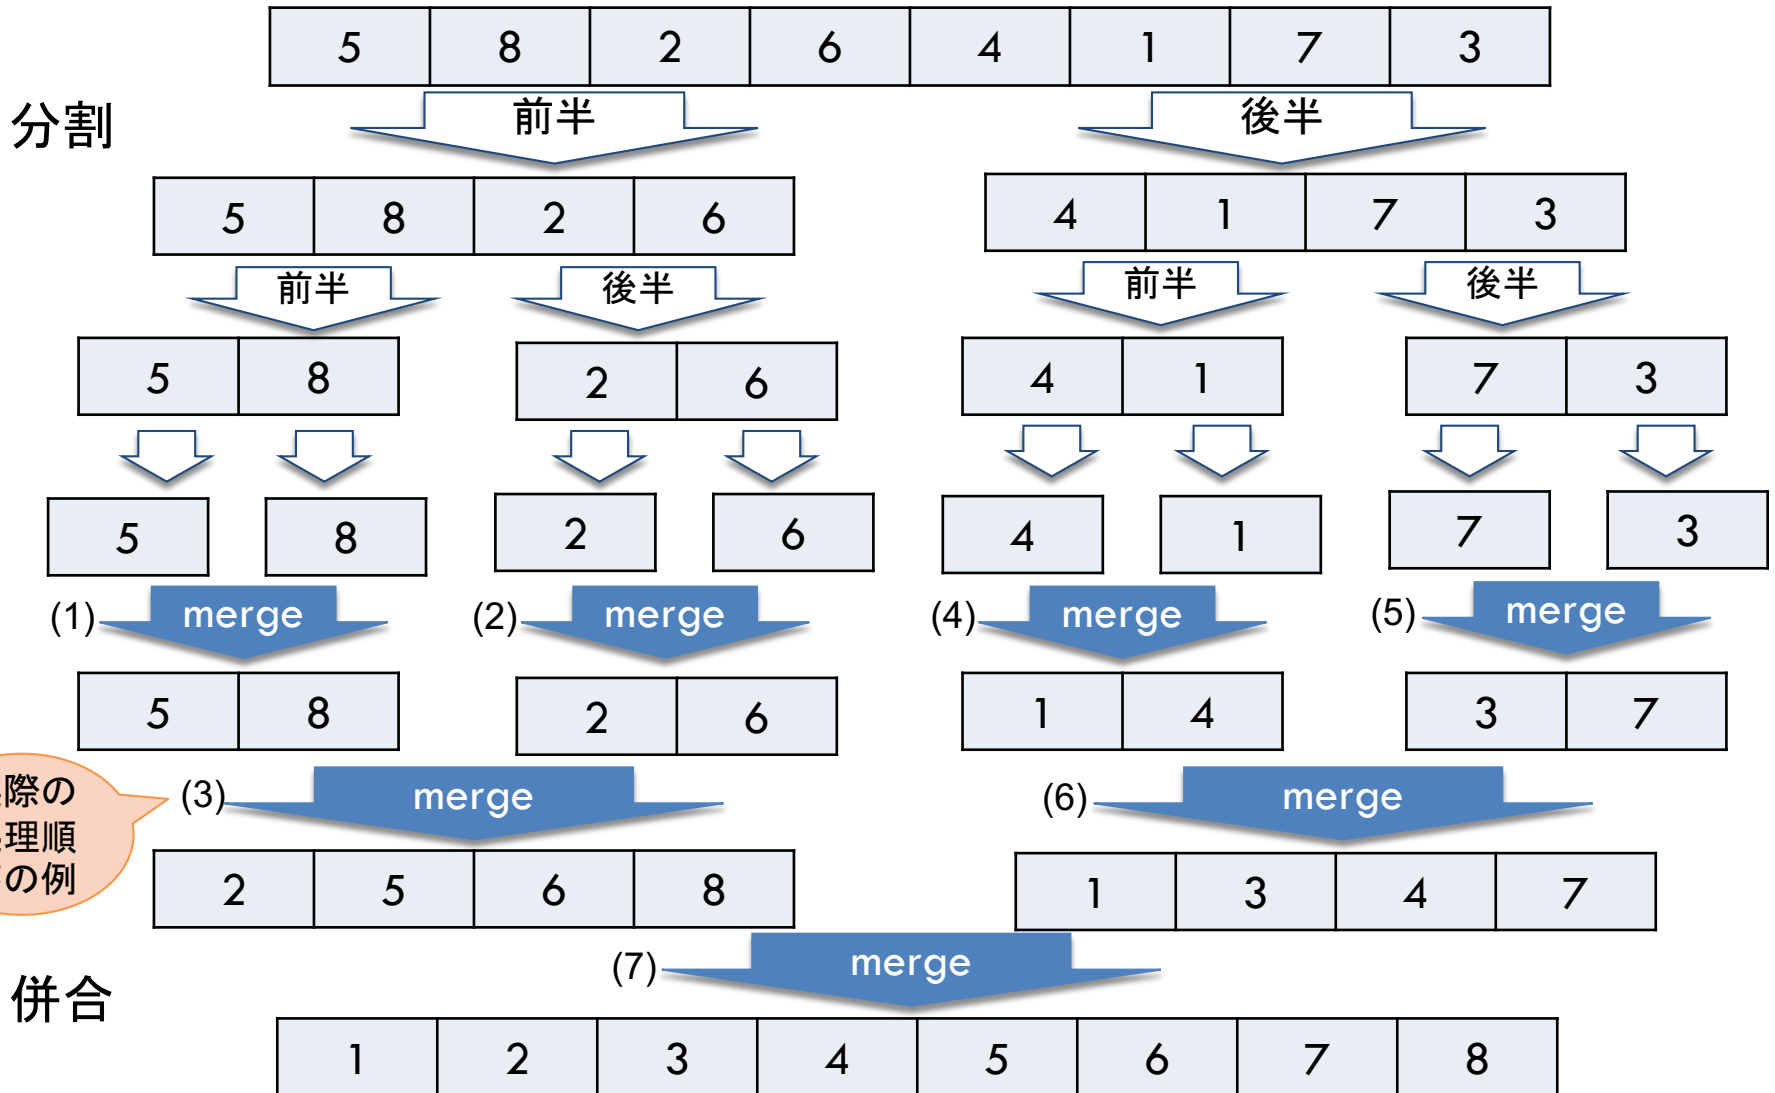 5 8 2 6 4 1 7 3
分割
前半 後半
5 8 2 6 4 1 7 3
前半 後半 前半 後半
5 8 2 6 4 1 7 3
5 8 2 6 4 1 7 3
(1) merge (2) merge (4) merge (5) merge
5 8 2 6 1 4 3 7
(3) merge (6) merge
際の
理順
の例
2 5 6 8 1 3 4 7
(7) merge
併合
1 2 3 4 5 6 7 8